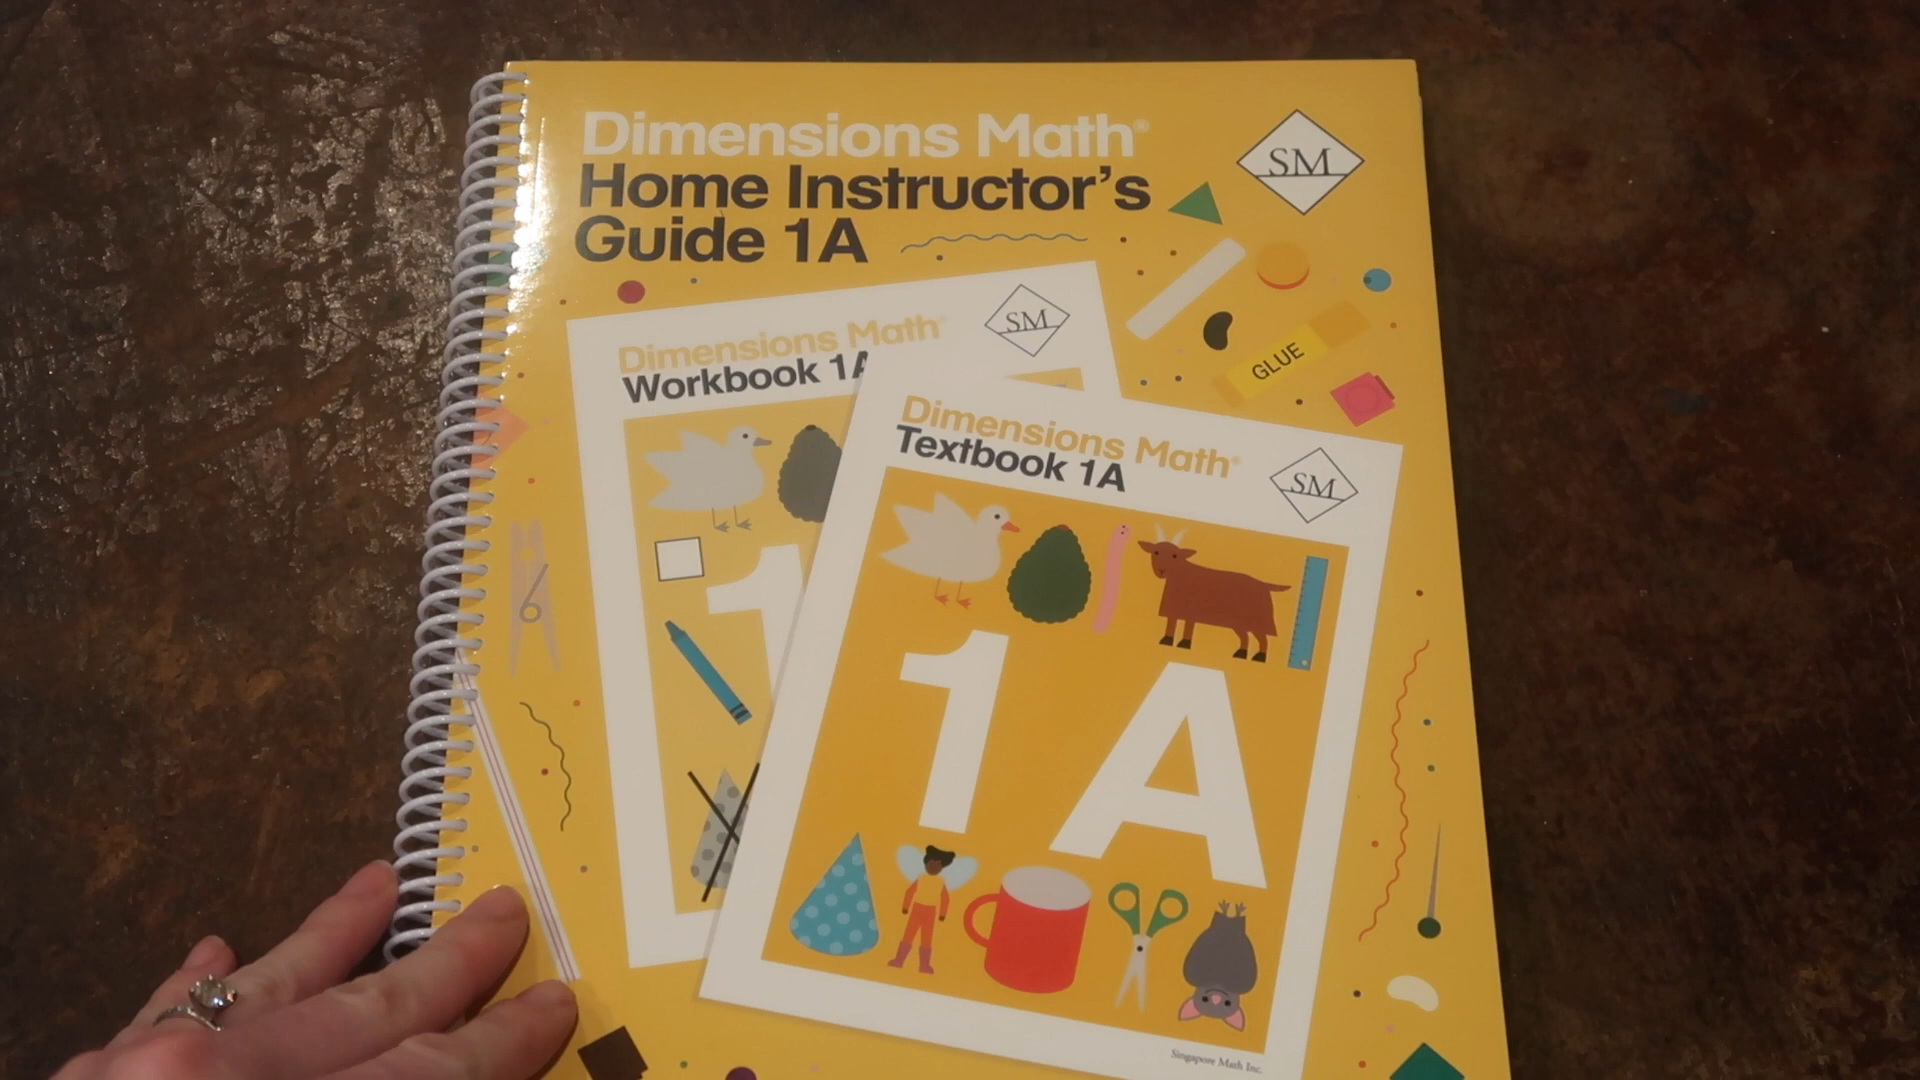 Dimensions Math®
Home Instructor's
Guide 1A
SM
GLUE
Dimensions Math®
Workbook 1A
SM
1
Dimensions Math®
Textbook 1A
SM
1A
Singapore Math Inc.